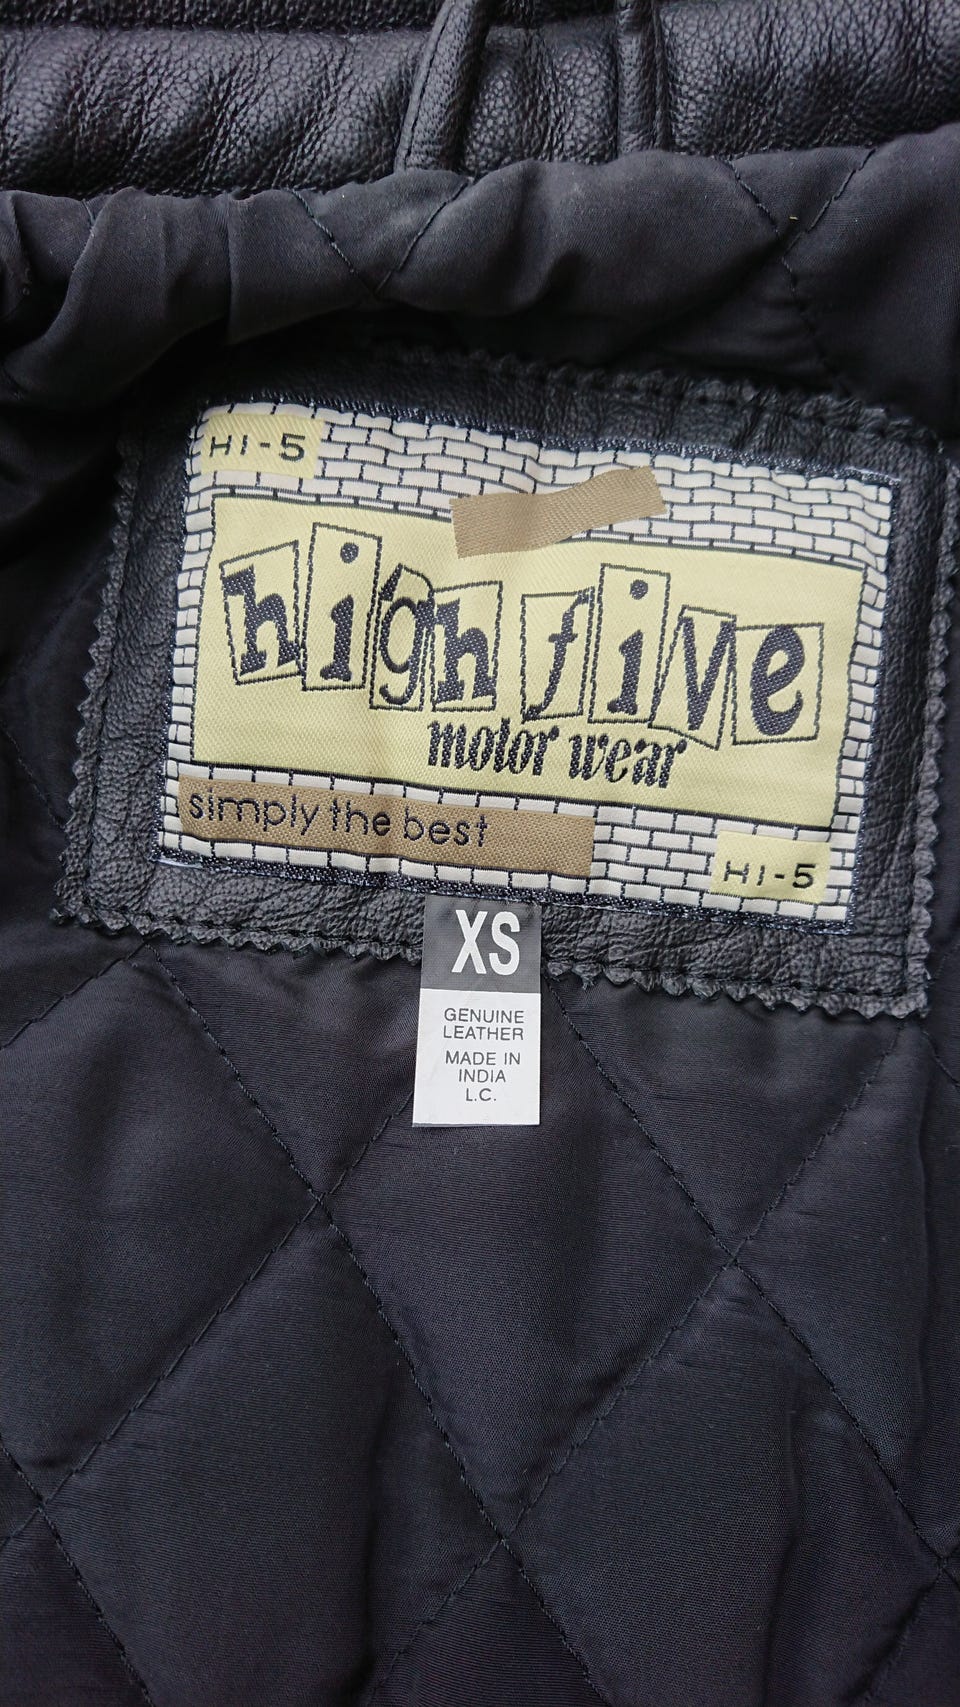 HI-5
high five
motor wear
simply the best
HI-5
XS
GENUINE
LEATHER
MADE IN
INDIA
L.C.